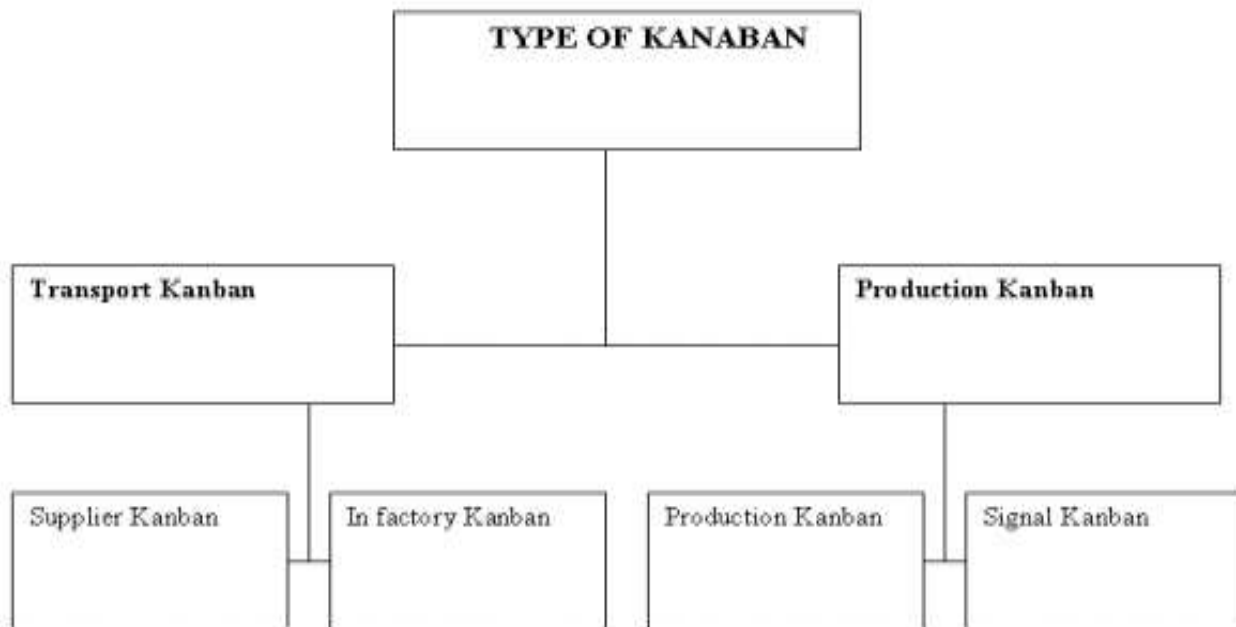 TYPE OF KANABAN
Transport Kanban
Production Kanban
Supplier Kanban
In factory Kanban
Production Kanban
Signal Kanban